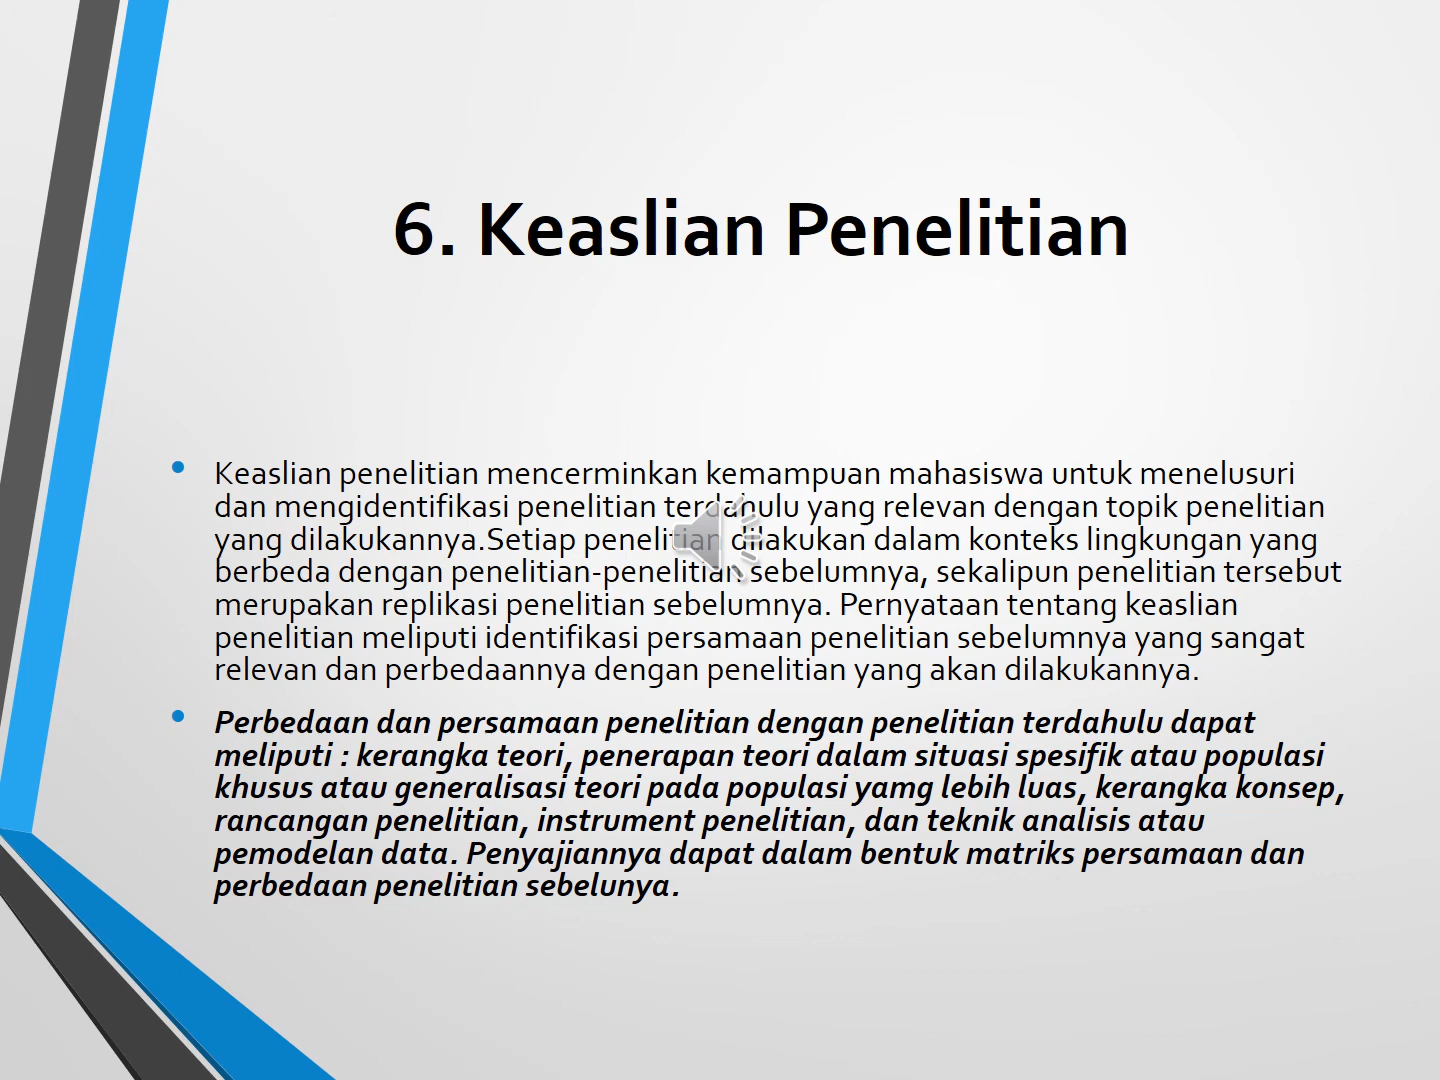 6. Keaslian Penelitian
• Keaslian penelitian mencerminkan kemampuan mahasiswa untuk menelusuri
dan mengidentifikasi penelitian terdahulu yang relevan dengan topik penelitian
yang dilakukannya.Setiap penelitian dilakukan dalam konteks lingkungan yang
berbeda dengan penelitian-penelitian sebelumnya, sekalipun penelitian tersebut
merupakan replikasi penelitian sebelumnya. Pernyataan tentang keaslian
penelitian meliputi identifikasi persamaan penelitian sebelumnya yang sangat
relevan dan perbedaannya dengan penelitian yang akan dilakukannya.
• Perbedaan dan persamaan penelitian dengan penelitian terdahulu dapat
meliputi : kerangka teori, penerapan teori dalam situasi spesifik atau populasi
khusus atau generalisasi teori pada populasi yamg lebih luas, kerangka konsep,
rancangan penelitian, instrument penelitian, dan teknik analisis atau
pemodelan data. Penyajiannya dapat dalam bentuk matriks persamaan dan
perbedaan penelitian sebelunya.